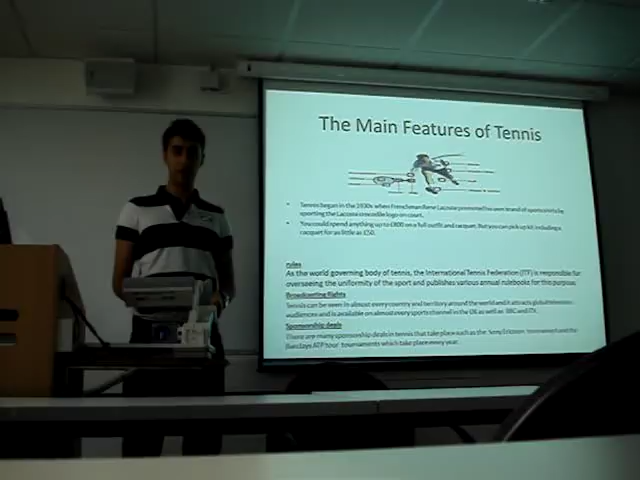 The Main Features of Tennis
Tennis began in the 1930s when Frenchman Rene Lacoste promoted his own brand of sports shirts by
sporting the Lacoste crocodile logo on court.
You could spend anything up to £800 on a full outfit and racquet. But you can pick up kit including a
racquet for as little as £50.
rules
As the world governing body of tennis, the International Tennis Federation (ITF) is responsible for
overseeing the uniformity of the sport and publishes various annual rulebooks for this purpose.
Broadcasting Rights
Tennis can be seen in almost every country and territory around the world and it attracts global television
audiences and is available on almost every sports channel in the UK as well as BBC and ITV.
Sponsorship deals
There are many sponsorship deals in tennis that take place such as the Sony Ericson tournament and the
Barclays ATP tour tournaments which take place every year.